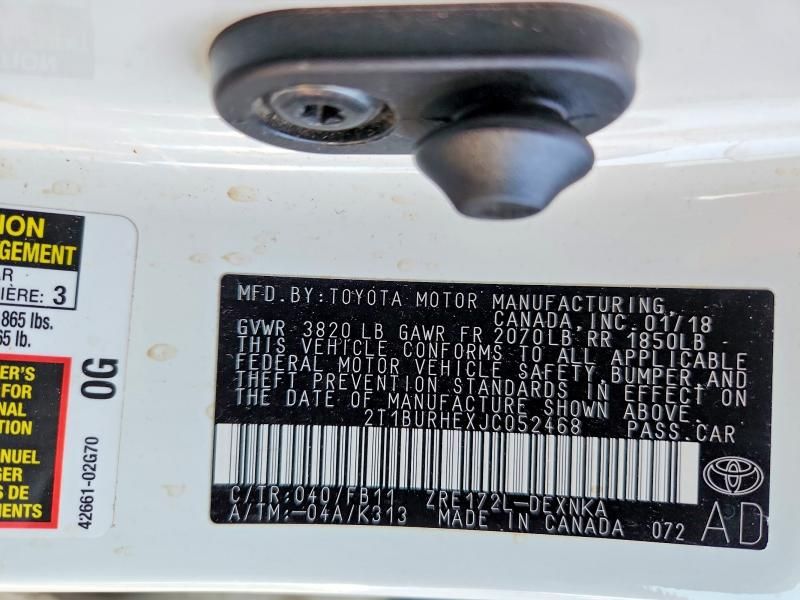 ION
GEMENT
AR
IÈRE: 3
865 lbs.
65 lb.
ER'S
FOR
NAL
TION
ANUEL
GER
S DE
MENTS
0G
42661-02G70
MFD.BY:TOYOTA MOTOR MANUFACTURING,
CANADA,INC.01/18
GVWR 3820LB GAWR FR 2070LB RR 1850LB
THIS VEHICLE CONFORMS TO ALL APPLICABLE
FEDERAL MOTOR VEHICLE SAFETY,BUMPER,AND
THEFT PREVENTION STANDARDS IN EFFECT ON
THE DATE OF MANUFACTURE SHOWN ABOVE.
2T1BURHEXJC052468 PASS.CAR
C/TR:040/FB11 ZRE172L-DEXNKA
A/TM:-04A/K313 MADE IN CANADA 072 AD